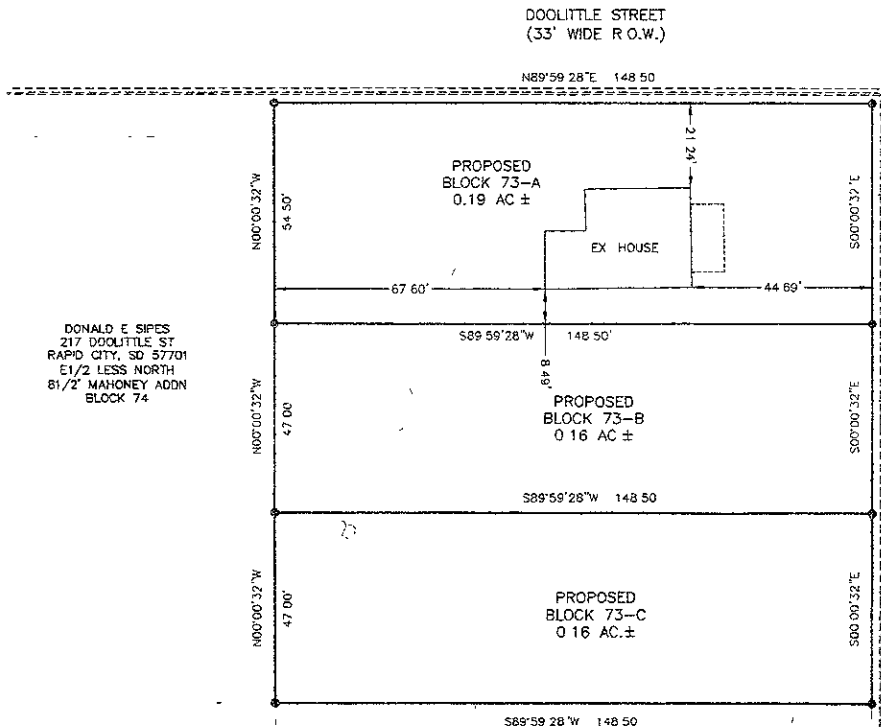 DOOLITTLE STREET
(33' WIDE R O.W.)
N89°59 28"E 148 50
PROPOSED
BLOCK 73-A
0.19 AC ±
N00°00'32"W
54 50'
21 24'
S00°00'32"E
EX HOUSE
67 60'
44 69'
S89 59'28"W 148 50'
8 49'
DONALD E SIPES
217 DOOLITTLE ST
RAPID CITY, SD 57701
E1/2 LESS NORTH
81/2' MAHONEY ADDN
BLOCK 74
N00°00'32"W
47 00
PROPOSED
BLOCK 73-B
0 16 AC ±
S00°00'32"E
S89°59'28"W 148 50
N00°00'32"W
47 00'
PROPOSED
BLOCK 73-C
0 16 AC.±
S00°00'32"E
S89°59 28"W 148 50